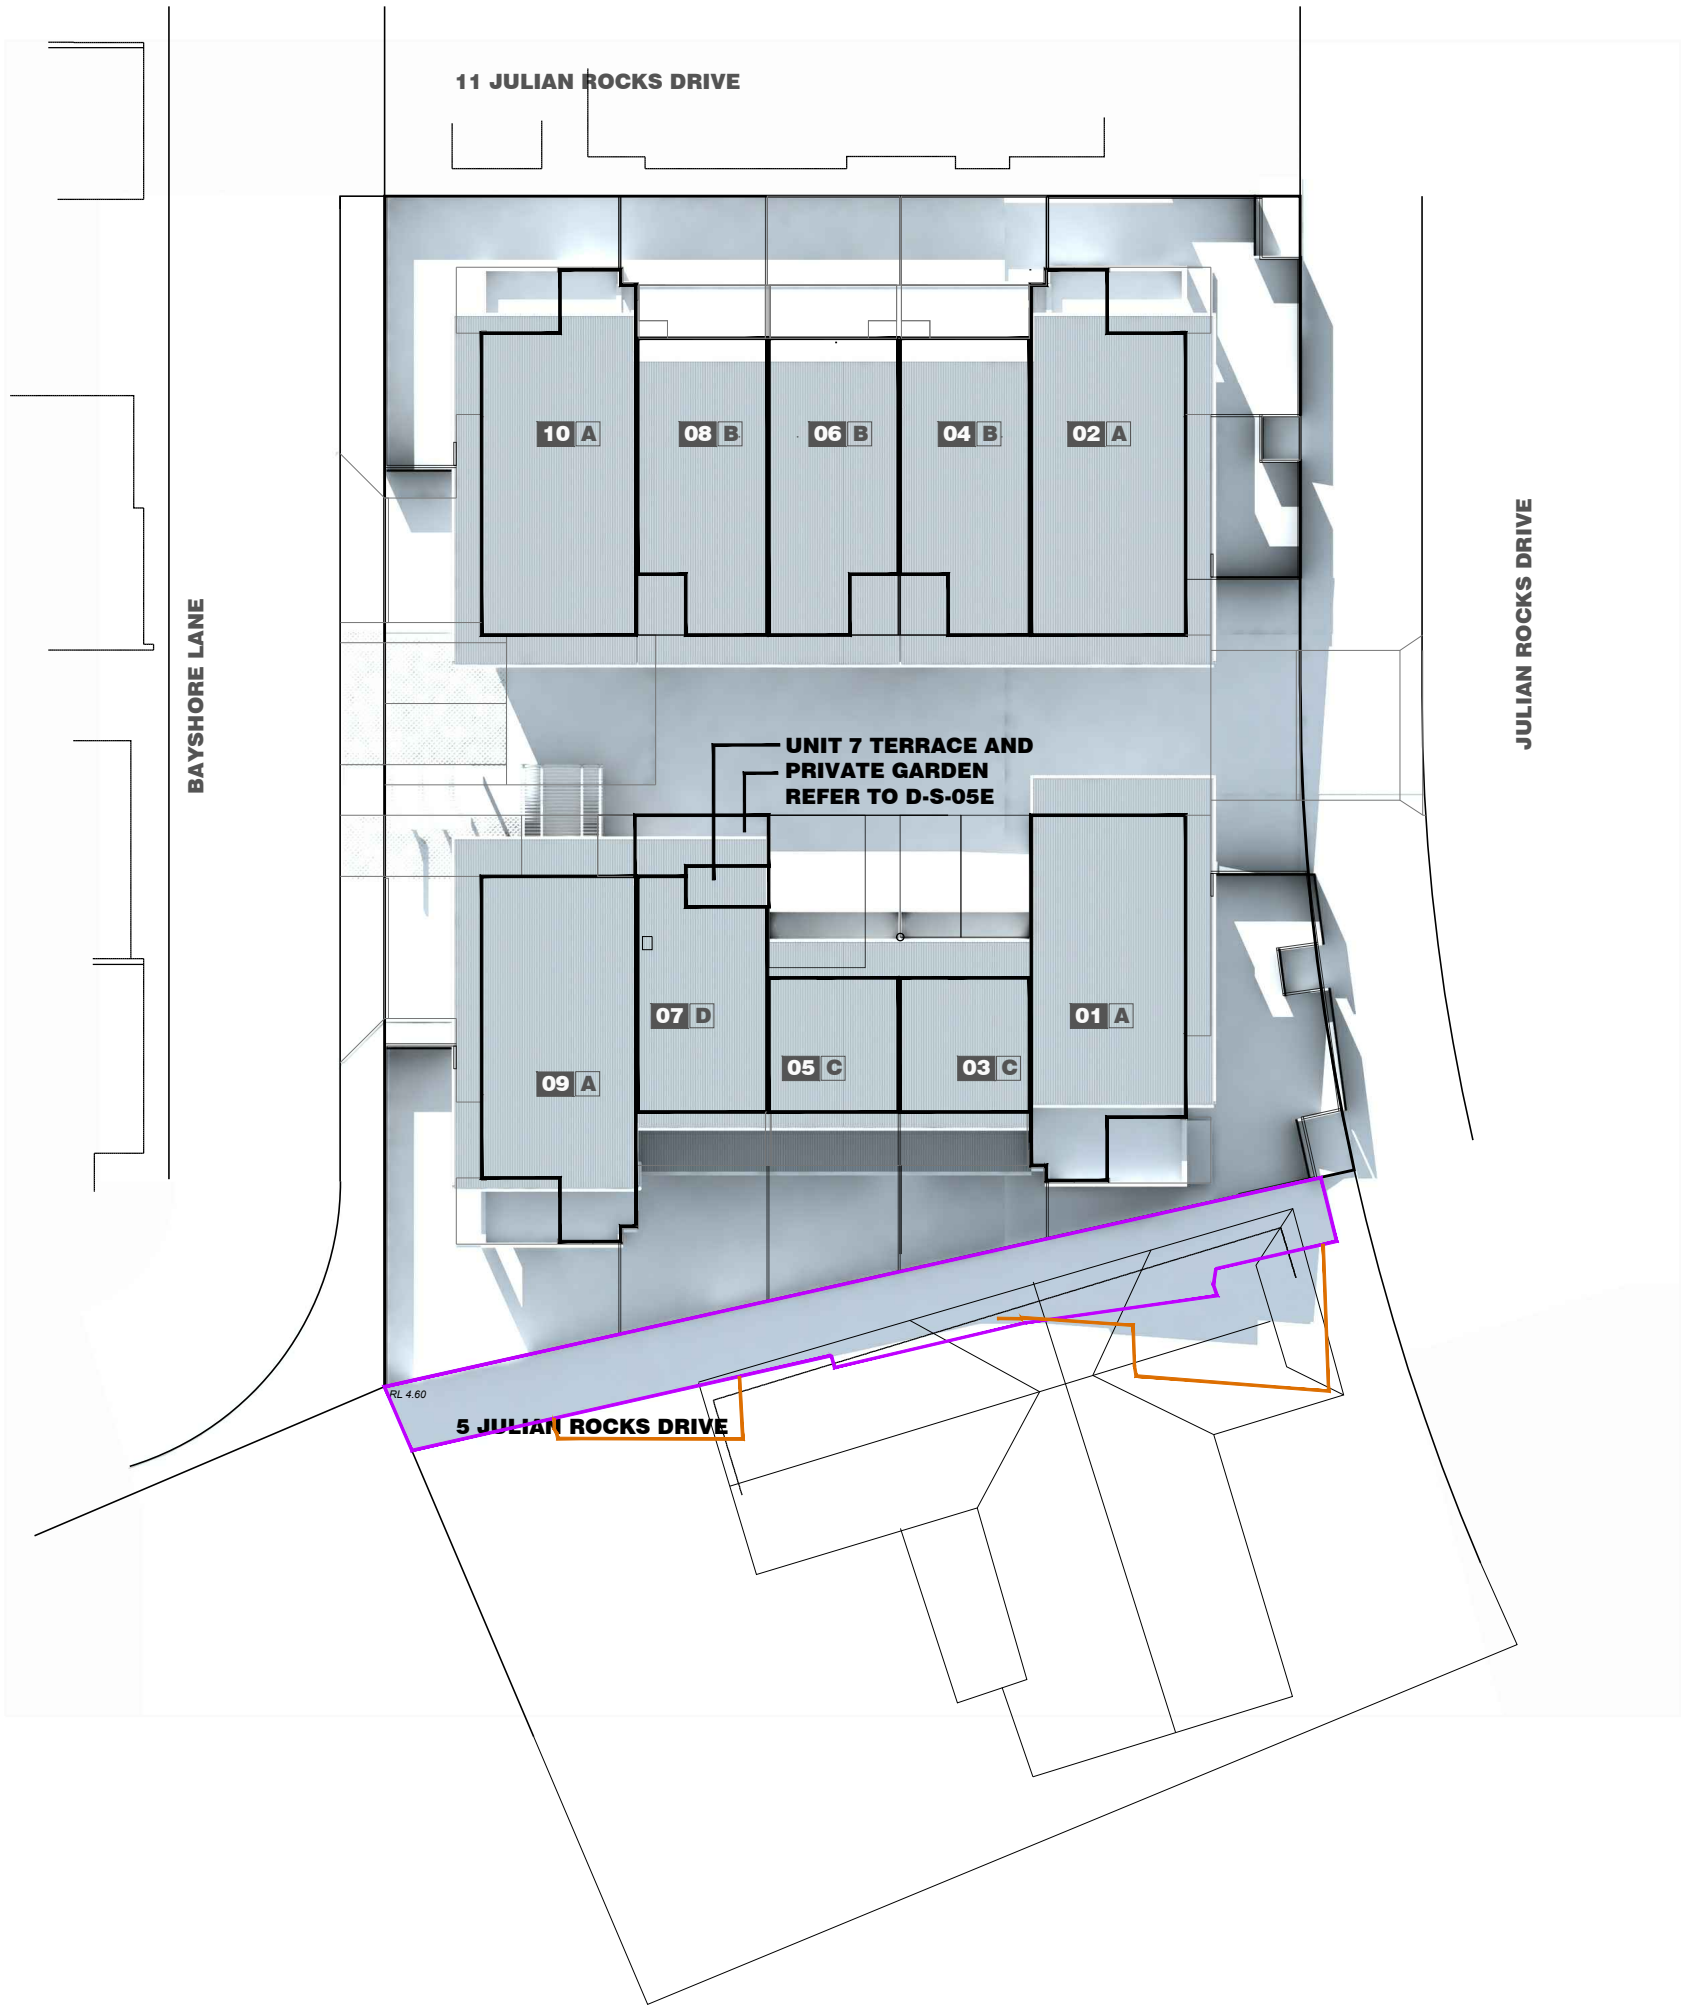 11 JULIAN ROCKS DRIVE
10 A
08 B
06 B
04 B
02 A
BAYSHORE LANE
JULIAN ROCKS DRIVE
UNIT 7 TERRACE AND
PRIVATE GARDEN
REFER TO D-S-05E
07 D
01 A
05 C
03 C
09 A
RL 4.60
5 JULIAN ROCKS DRIVE